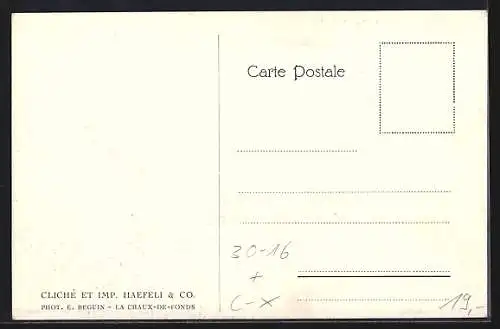 Carte Postale
30-16
+
C-X
19,-
CLICHÉ ET IMP. HAEFELI & CO.
PHOT. E. BEGUIN - LA CHAUX-DE-FONDS